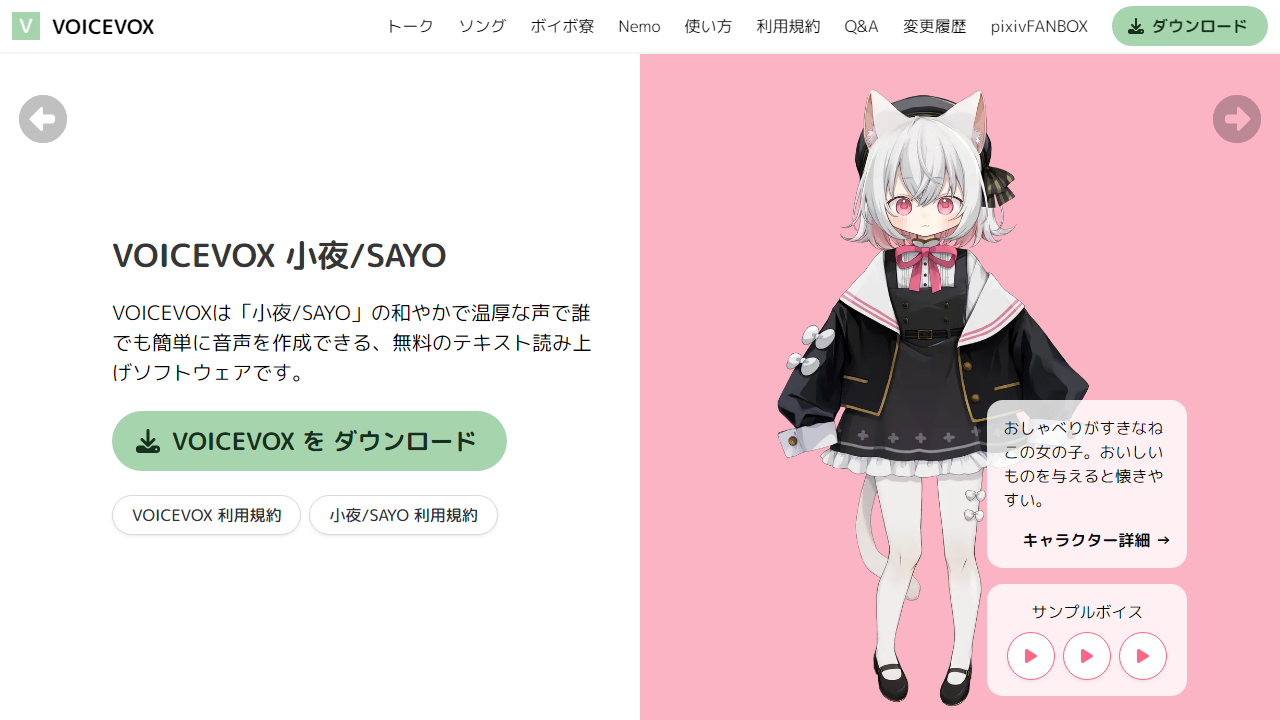 V VOICEVOX
トーク ソング ボイボ寮 Nemo 使い方 利用規約 Q&A 変更履歴 pixivFANBOX ダウンロード
VOICEVOX 小夜/SAYO
VOICEVOXは「小夜/SAYO」の和やかで温厚な声で誰
でも簡単に音声を作成できる、無料のテキスト読み上
げソフトウェアです。
VOICEVOX を ダウンロード
VOICEVOX 利用規約 小夜/SAYO 利用規約
おしゃべりがすきなね
この女の子。おいしい
ものを与えると懐きや
すい。
キャラクター詳細 →
サンプルボイス